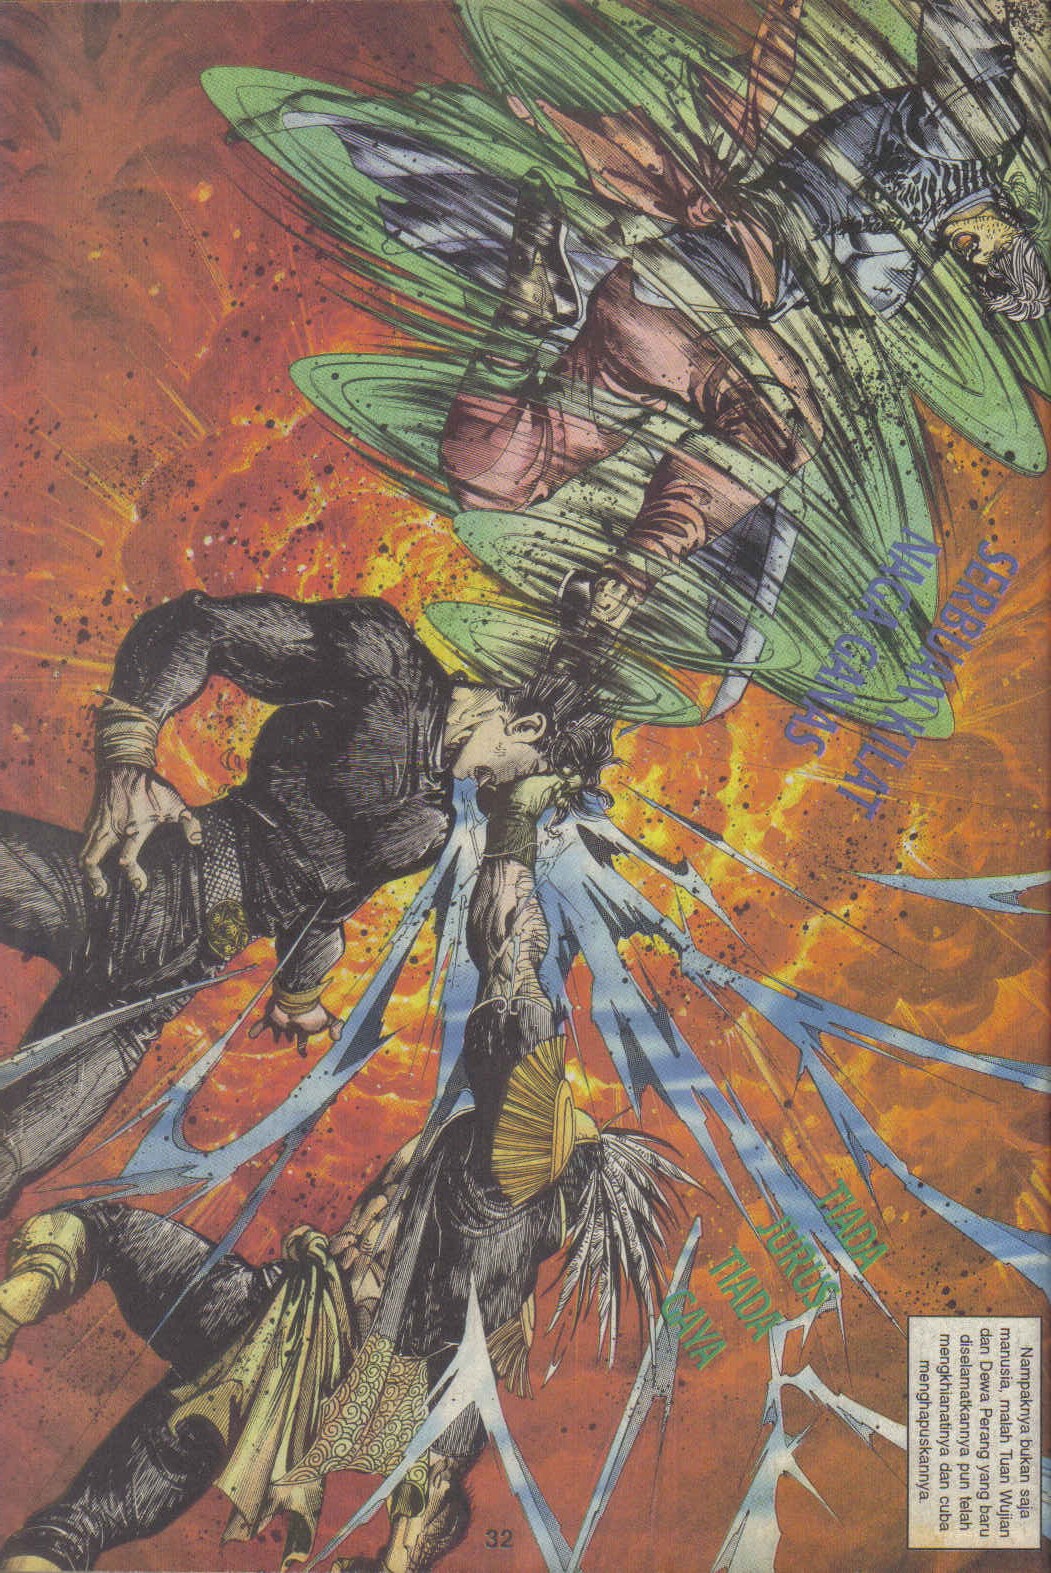 Nampaknya bukan saja
manusia, malah Tuan Wujian
dan Dewa Perang yang baru
diselamatkannya pun telah
mengkhianatinya dan cuba
menghapuskannya.
SERBUAN KILAT
NAGA GANAS
TIADA
JURUS
TIADA
GAYA
32